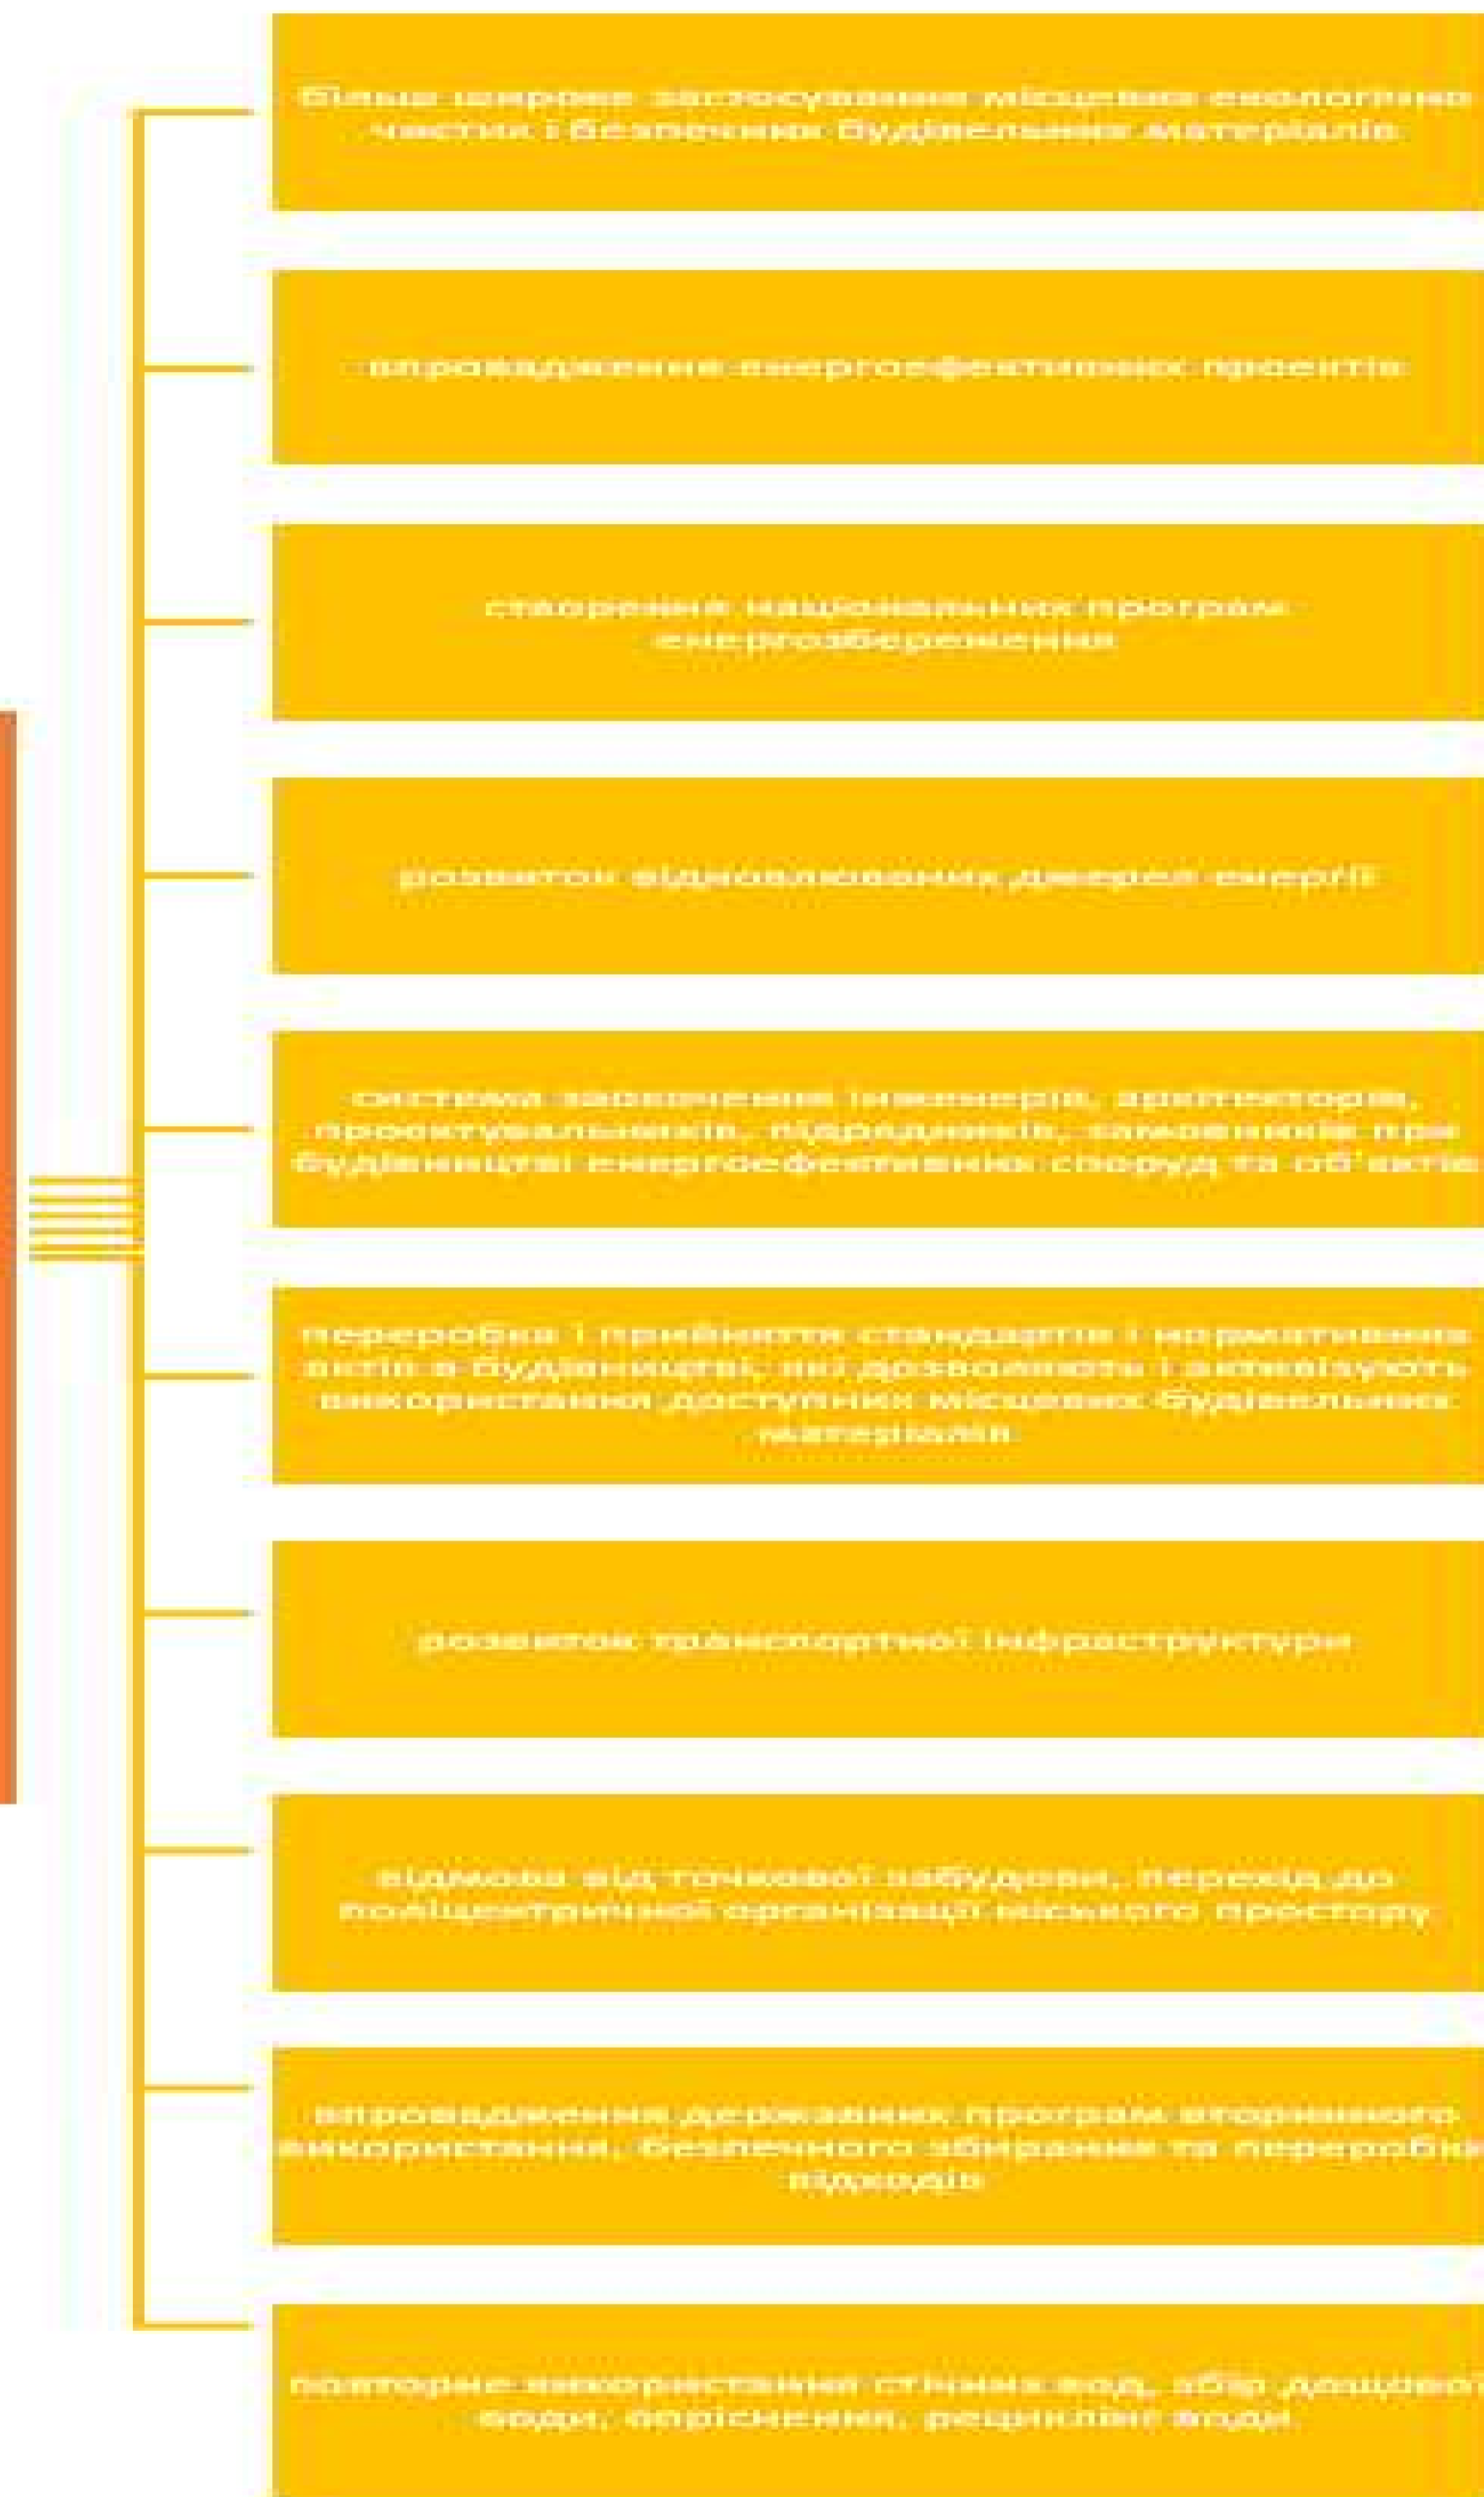 більш широке застосування місцевих екологічно
чистих і безпечних будівельних матеріалів
впровадження енергоефективних проектів
створення національних програм
енергозбереження
розвиток відновлюваних джерел енергії
система заохочення інженерів, архітекторів,
проектувальників, підрядників, замовників при
будівництві енергоефективних споруд та об'єктів
переробка і прийняття стандартів і нормативних
актів в будівництві, які дозволяють і
використання доступних місцевих будівельних
матеріалів
розвиток транспортної інфраструктури
відмова від точкової забудови, перехід до
поліцентричної організації міського простору
впровадження державних програм вторинного
використання, безпечного збирання та переробки
відходів
повторне використання стічних вод, збір дощової
води, опріснення, рециклінг води